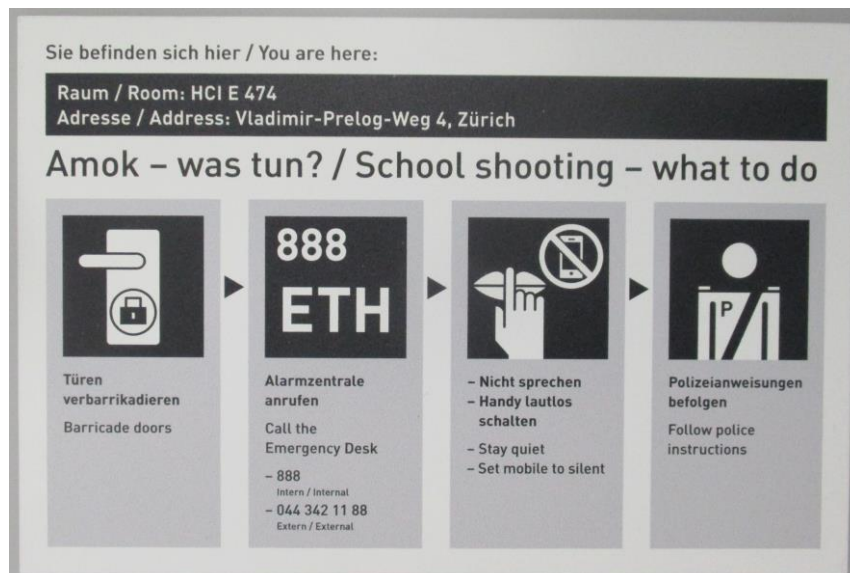 Sie befinden sich hier / You are here:
Raum / Room: HCI E 474
Adresse / Address: Vladimir-Prelog-Weg 4, Zürich
Amok – was tun? / School shooting – what to do
Türen
verbarrikadieren
Barricade doors
888
ETH
Alarmzentrale
anrufen
Call the
Emergency Desk
– 888
Intern / Internal
– 044 342 11 88
Extern / External
– Nicht sprechen
– Handy lautlos
schalten
– Stay quiet
– Set mobile to silent
P
Polizeianweisungen
befolgen
Follow police
instructions